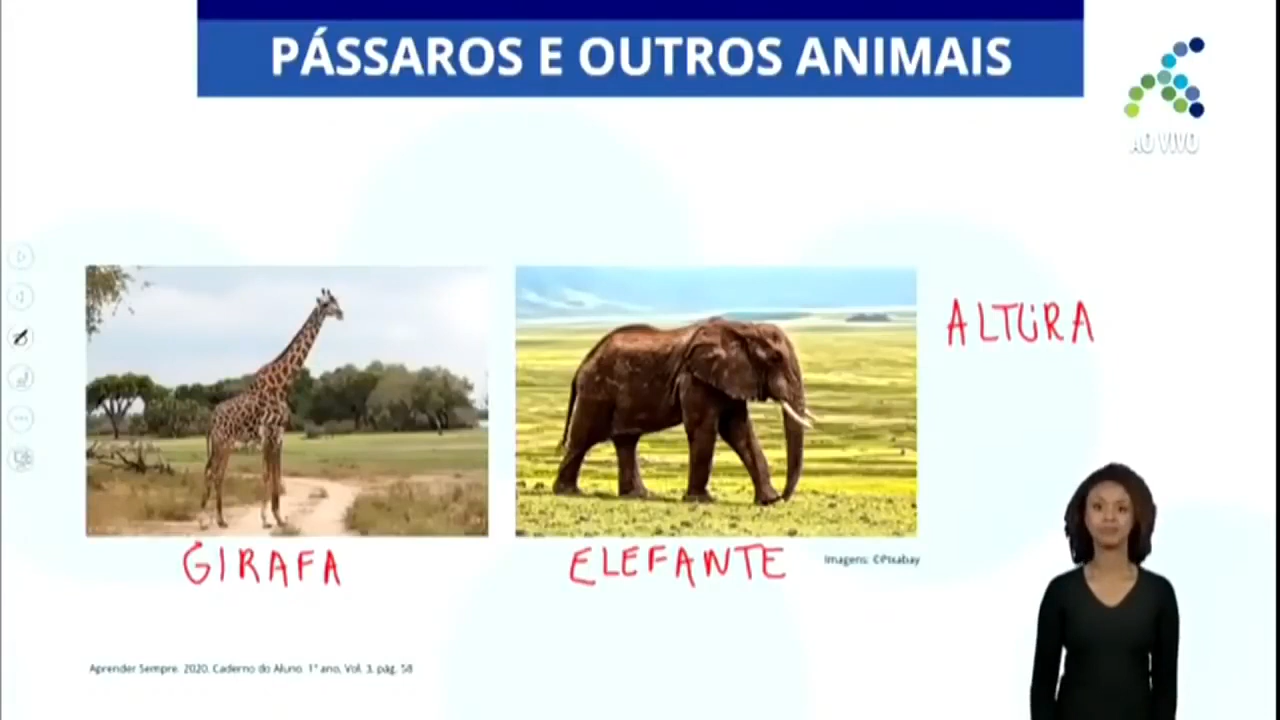 PÁSSAROS E OUTROS ANIMAIS
AO VIVO
ALTURA
GIRAFA
ELEFANTE
Imagens: ©Pixabay
Aprender Sempre. 2020. Caderno do Aluno. 1º ano, Vol. 3, pág. 58